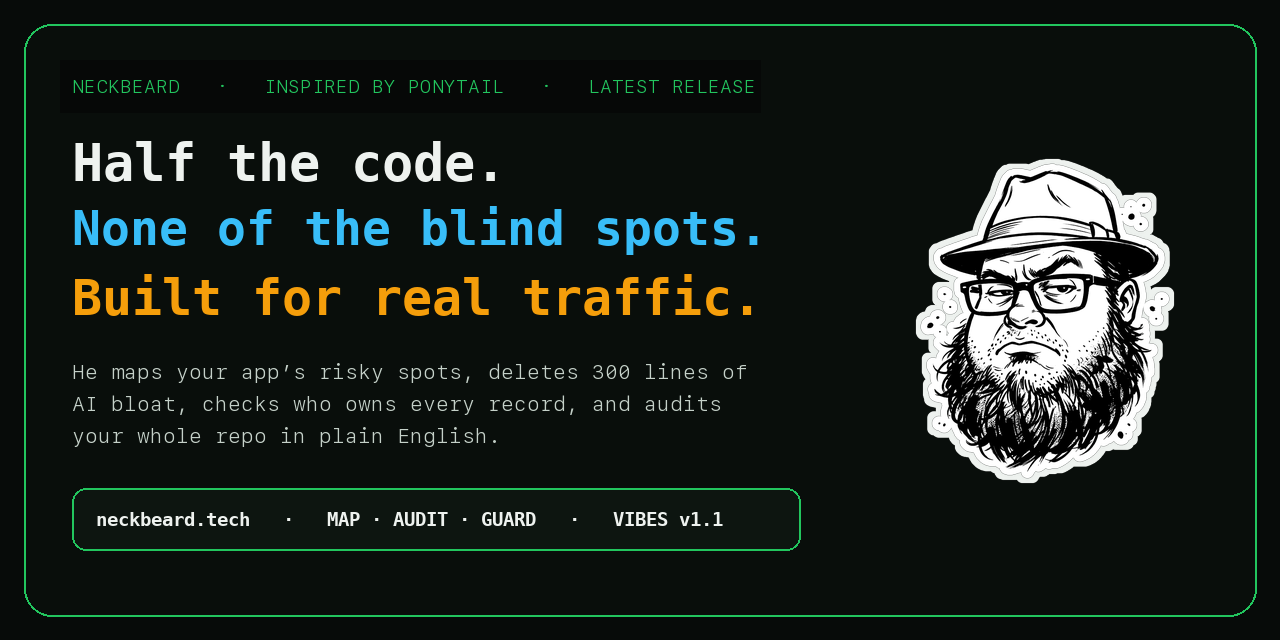 NECKBEARD · INSPIRED BY PONYTAIL · LATEST RELEASE
Half the code.
None of the blind spots.
Built for real traffic.
He maps your app’s risky spots, deletes 300 lines of
AI bloat, checks who owns every record, and audits
your whole repo in plain English.
neckbeard.tech · MAP · AUDIT · GUARD · VIBES v1.1